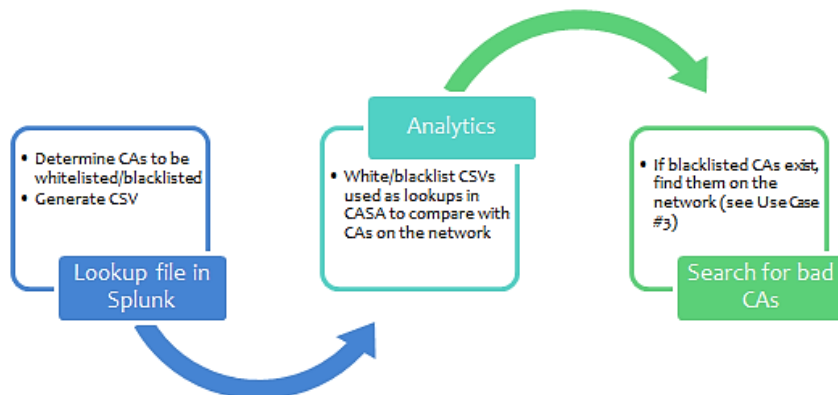 • Determine CAs to be
whitelisted/blacklisted
• Generate CSV
Lookup file in
Splunk
Analytics
• White/blacklist CSVs
used as lookups in
CASA to compare with
CAs on the network
• If blacklisted CAs exist,
find them on the
network (see Use Case
#3)
Search for bad
CAs